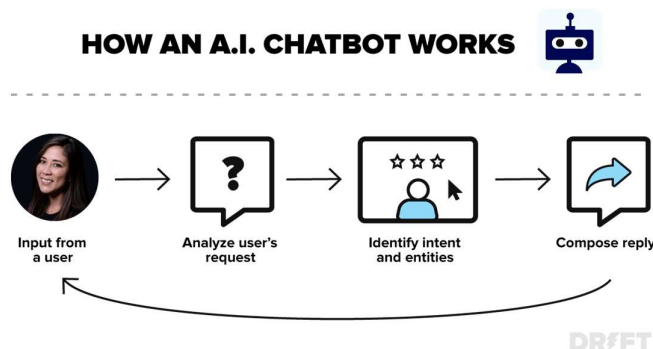 HOW AN A.I. CHATBOT WORKS
?
Input from
a user
Analyze user's
request
Identify intent
and entities
Compose reply
DRIFT